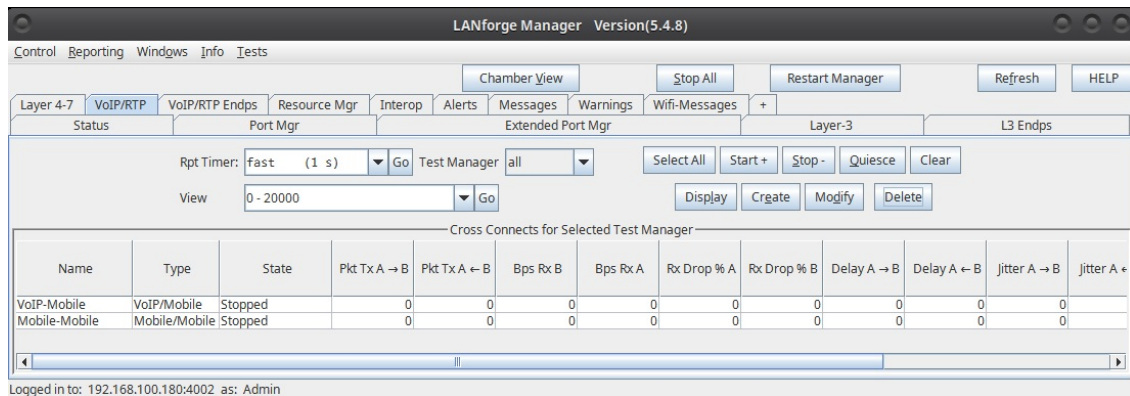 LANforge Manager Version(5.4.8)
Control Reporting Windows Info Tests
Chamber View Stop All Restart Manager Refresh HELP
Layer 4-7 VoIP/RTP VoIP/RTP Endps Resource Mgr Interop Alerts Messages Warnings Wifi-Messages +
Status Port Mgr Extended Port Mgr Layer-3 L3 Endps
Rpt Timer: fast (1 s) Go Test Manager all Select All Start + Stop - Quiesce Clear
View 0 - 20000 Go Display Create Modify Delete
Cross Connects for Selected Test Manager
Name Type State Pkt Tx A → B Pkt Tx A ← B Bps Rx B Bps Rx A Rx Drop % A Rx Drop % B Delay A → B Delay A ← B Jitter A → B Jitter A ←
VoIP-Mobile VoIP/Mobile Stopped 0 0 0 0 0 0 0 0 0
Mobile-Mobile Mobile/Mobile Stopped 0 0 0 0 0 0 0 0 0
Logged in to: 192.168.100.180:4002 as: Admin